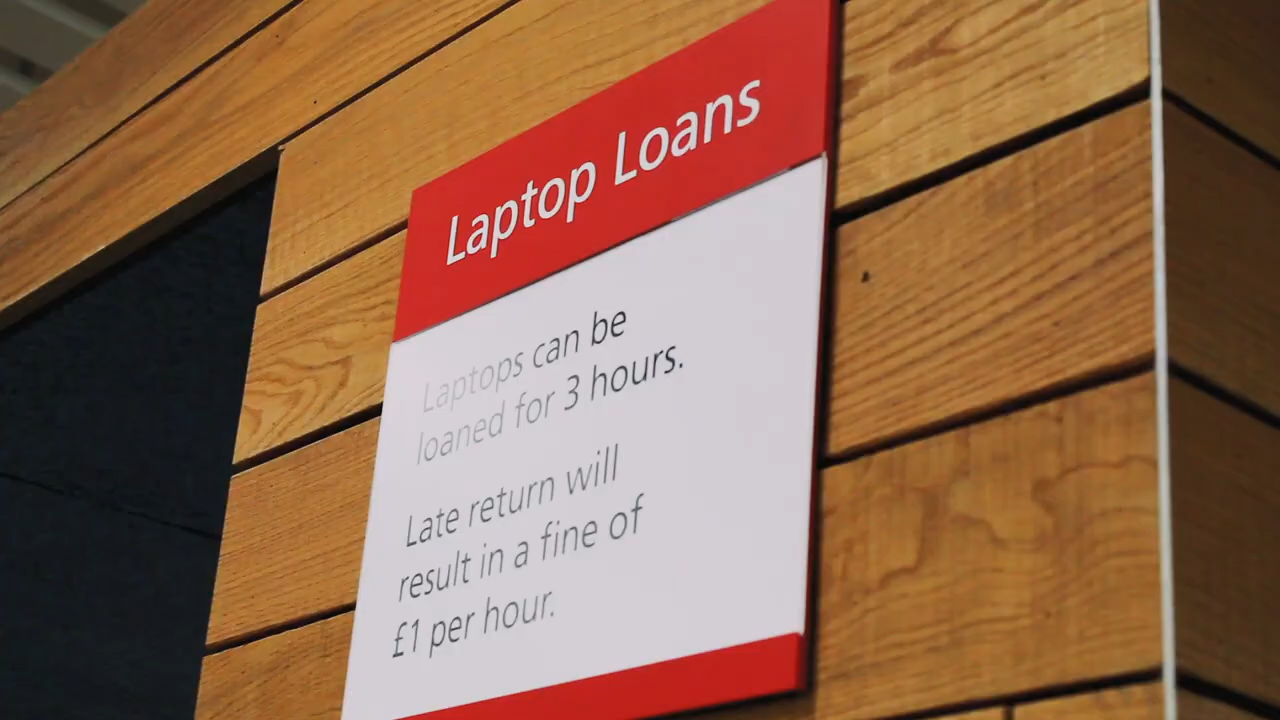 Laptop Loans
Laptops can be
loaned for 3 hours.
Late return will
result in a fine of
£1 per hour.